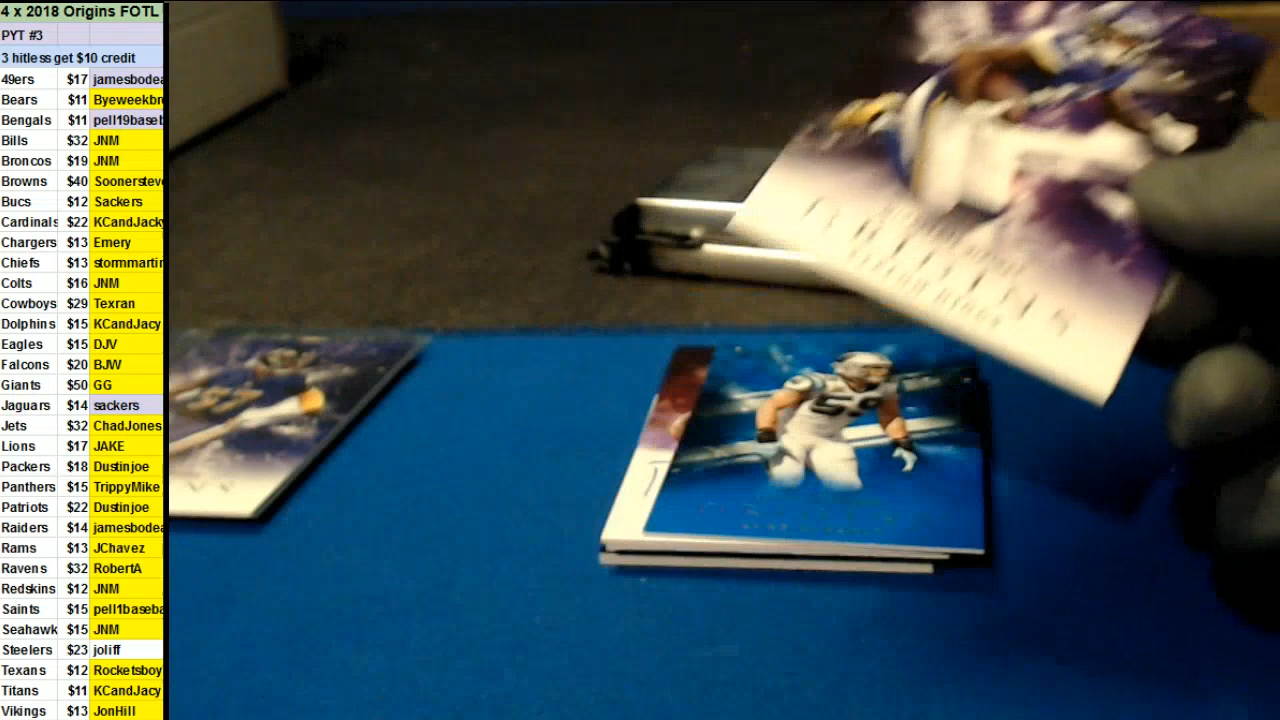 4 x 2018 Origins FOTL
PYT #3
3 hitless get $10 credit
49ers $17 jamesbodea
Bears $11 Byeweekbr
Bengals $11 pell19baseb
Bills $32 JNM
Broncos $19 JNM
Browns $40 Soonersteve
Bucs $12 Sackers
Cardinals $22 KCandJacky
Chargers $13 Emery
Chiefs $13 stormmartin
Colts $16 JNM
Cowboys $29 Texran
Dolphins $15 KCandJacy
Eagles $15 DJV
Falcons $20 BJW
Giants $50 GG
Jaguars $14 sackers
Jets $32 ChadJones
Lions $17 JAKE
Packers $18 Dustinjoe
Panthers $15 TrippyMike
Patriots $22 Dustinjoe
Raiders $14 jamesbodea
Rams $13 JChavez
Ravens $32 RobertA
Redskins $12 JNM
Saints $15 pell1baseba
Seahawk $15 JNM
Steelers $23 joliff
Texans $12 Rocketsboy
Titans $11 KCandJacy
Vikings $13 JonHill
59